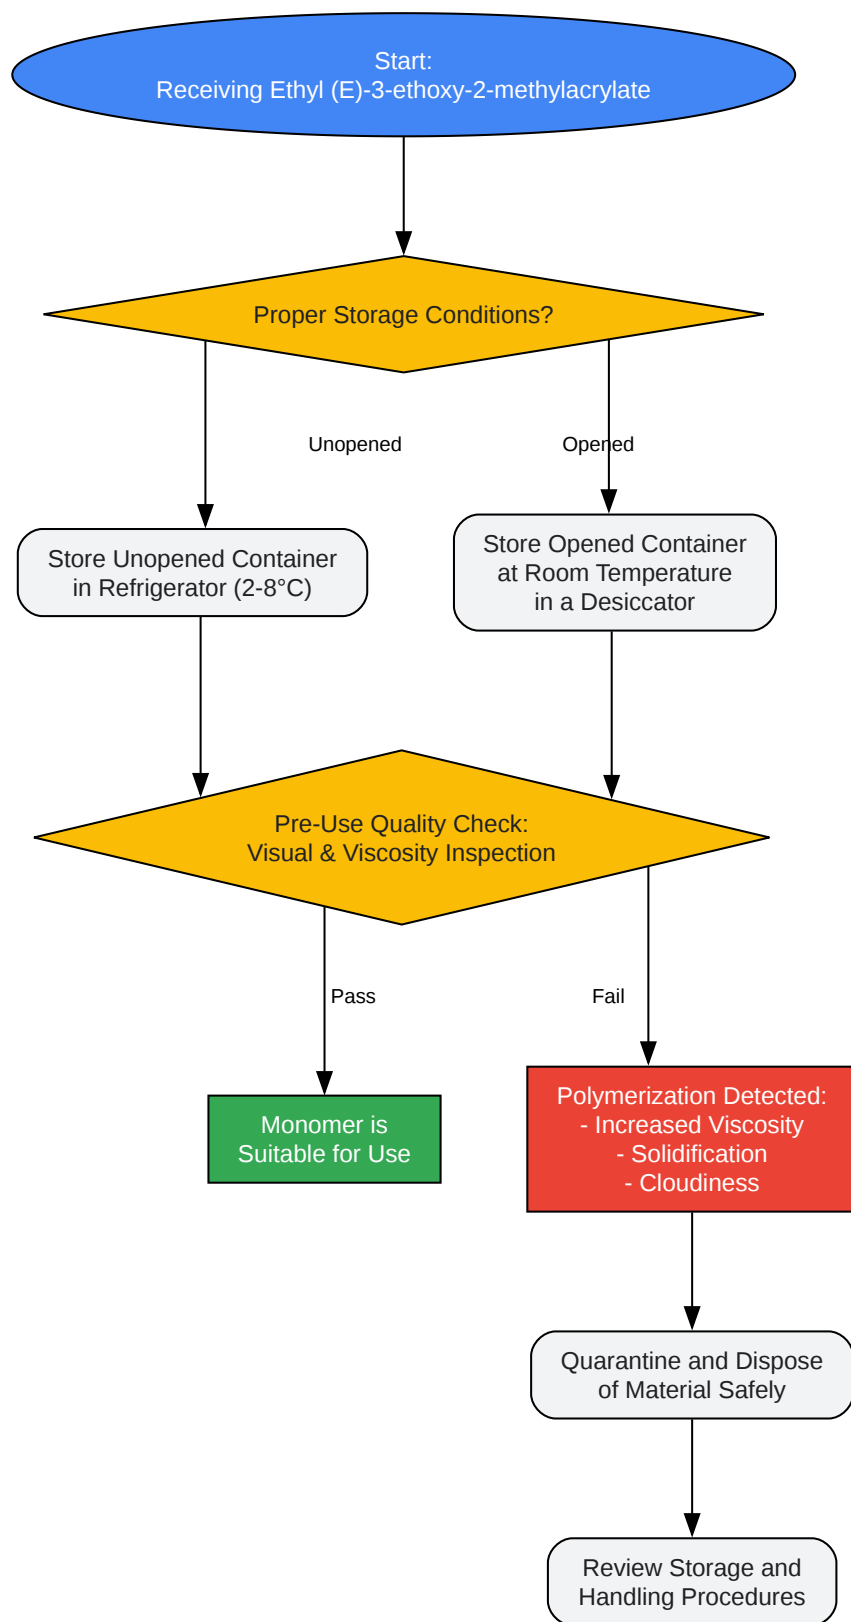 Start:
Receiving Ethyl (E)-3-ethoxy-2-methylacrylate
Proper Storage Conditions?
Unopened
Opened
Store Unopened Container
in Refrigerator (2-8°C)
Store Opened Container
at Room Temperature
in a Desiccator
Pre-Use Quality Check:
Visual & Viscosity Inspection
Pass
Fail
Monomer is
Suitable for Use
Polymerization Detected:
- Increased Viscosity
- Solidification
- Cloudiness
Quarantine and Dispose
of Material Safely
Review Storage and
Handling Procedures